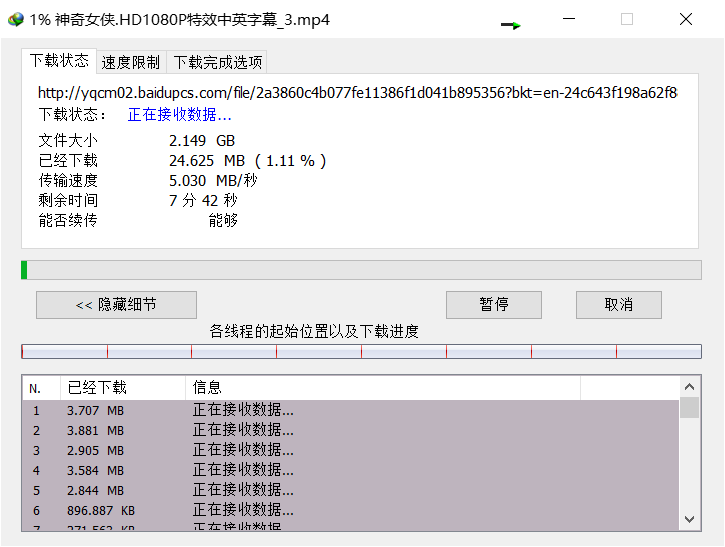 1% 神奇女侠.HD1080P特效中英字幕_3.mp4
下载状态 速度限制 下载完成选项
http://yqcm02.baidupcs.com/file/2a3860c4b077fe11386f1d041b895356?bkt=en-24c643f198a62f8
下载状态： 正在接收数据...
文件大小 2.149 GB
已经下载 24.625 MB ( 1.11 % )
传输速度 5.030 MB/秒
剩余时间 7 分 42 秒
能否续传 能够
<< 隐藏细节 暂停 取消
各线程的起始位置以及下载进度
N. 已经下载 信息
1 3.707 MB 正在接收数据...
2 3.881 MB 正在接收数据...
3 2.905 MB 正在接收数据...
4 3.584 MB 正在接收数据...
5 2.844 MB 正在接收数据...
6 896.887 KB 正在接收数据...
7 271.562 KB 正在接收数据